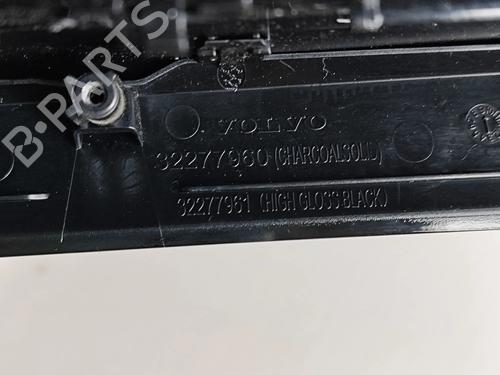 B-PARTS
VOLVO
32277960 (CHARCOALSOLID)
32277961 (HIGH GLOSS BLACK)